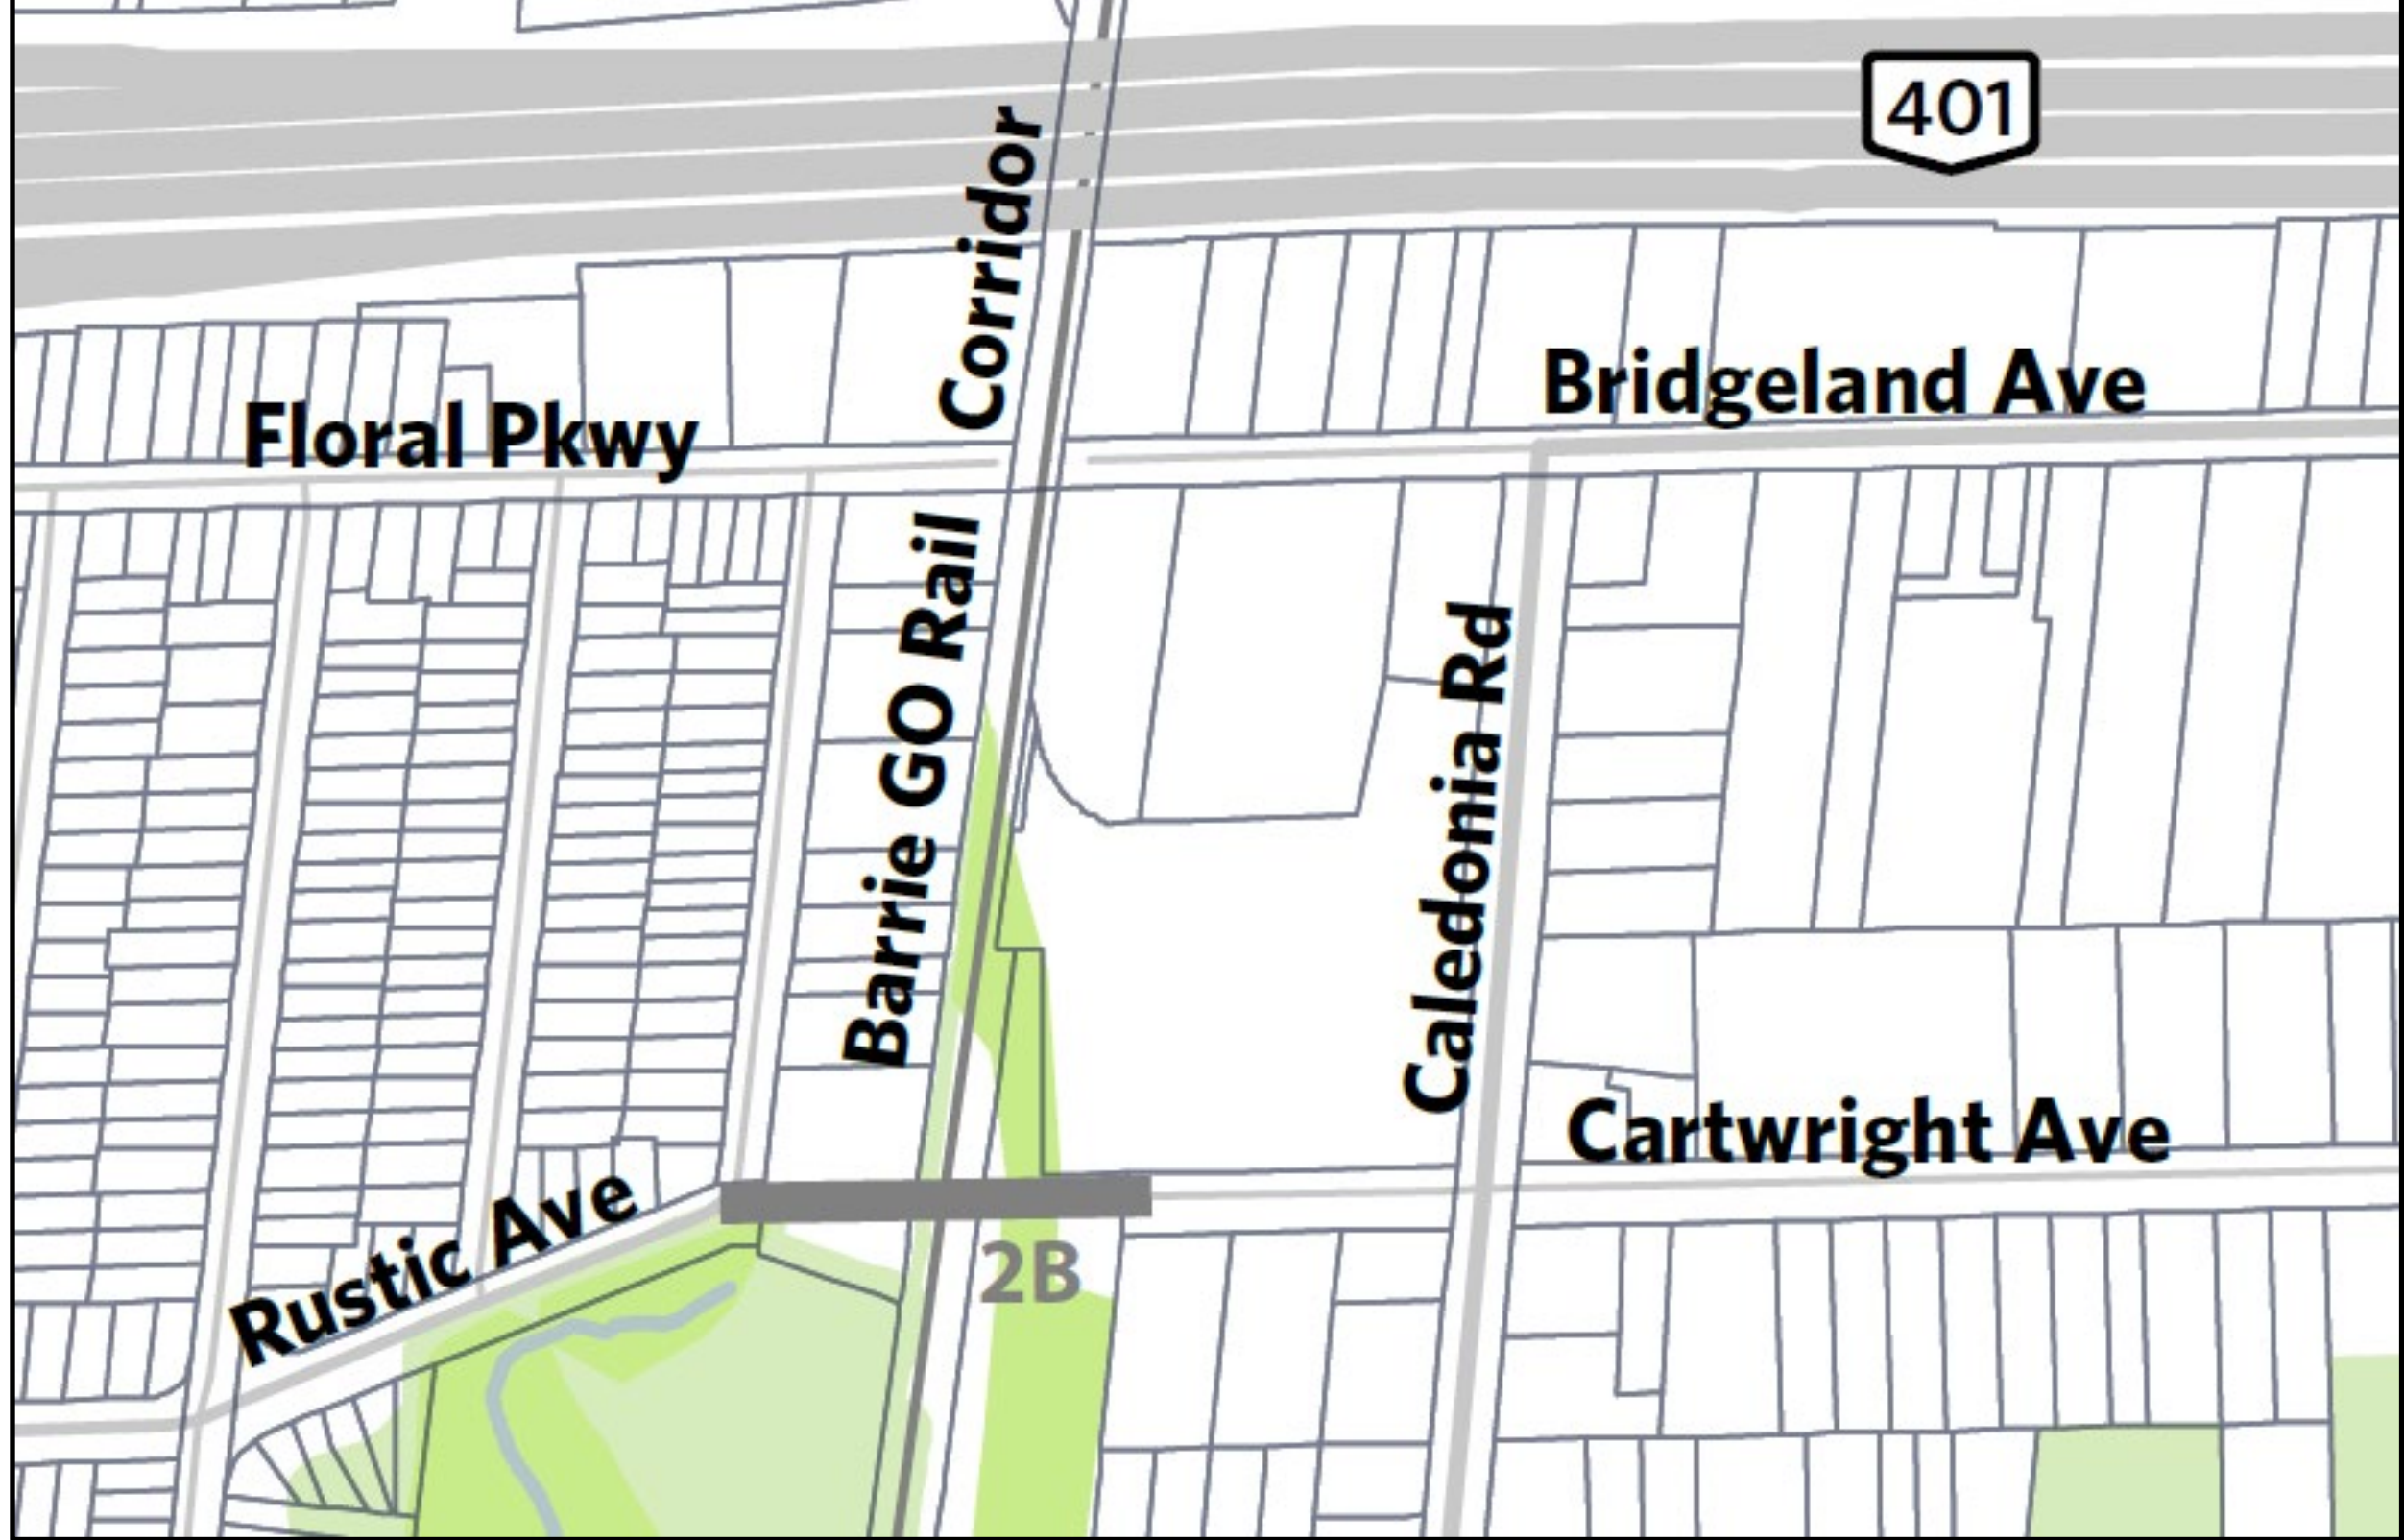 401
Barrie GO Rail Corridor
Bridgeland Ave
Floral Pkwy
Caledonia Rd
Cartwright Ave
Rustic Ave
2B